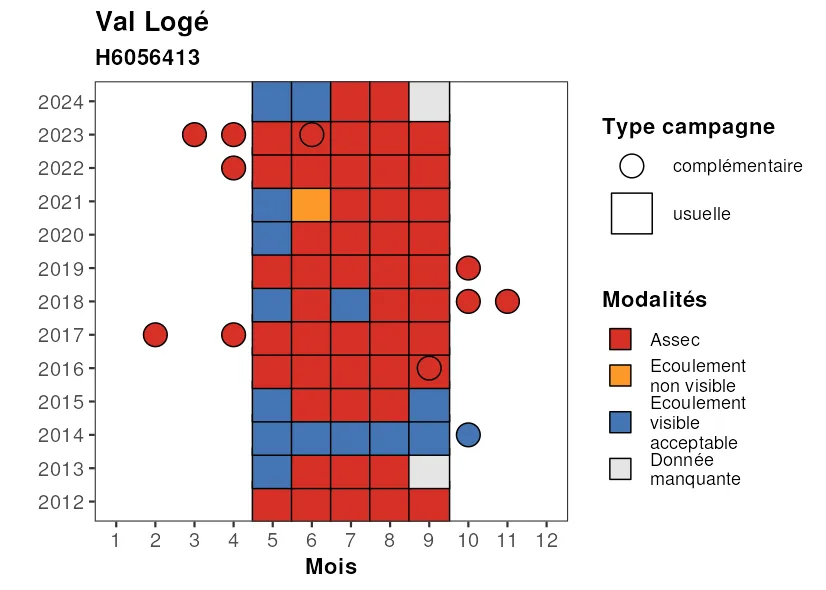 Val Logé
H6056413
2024
2023
2022
2021
2020
2019
2018
2017
2016
2015
2014
2013
2012
1 2 3 4 5 6 7 8 9 10 11 12
Mois
Type campagne
complémentaire
usuelle
Modalités
Assec
Ecoulement
non visible
Ecoulement
visible
acceptable
Donnée
manquante